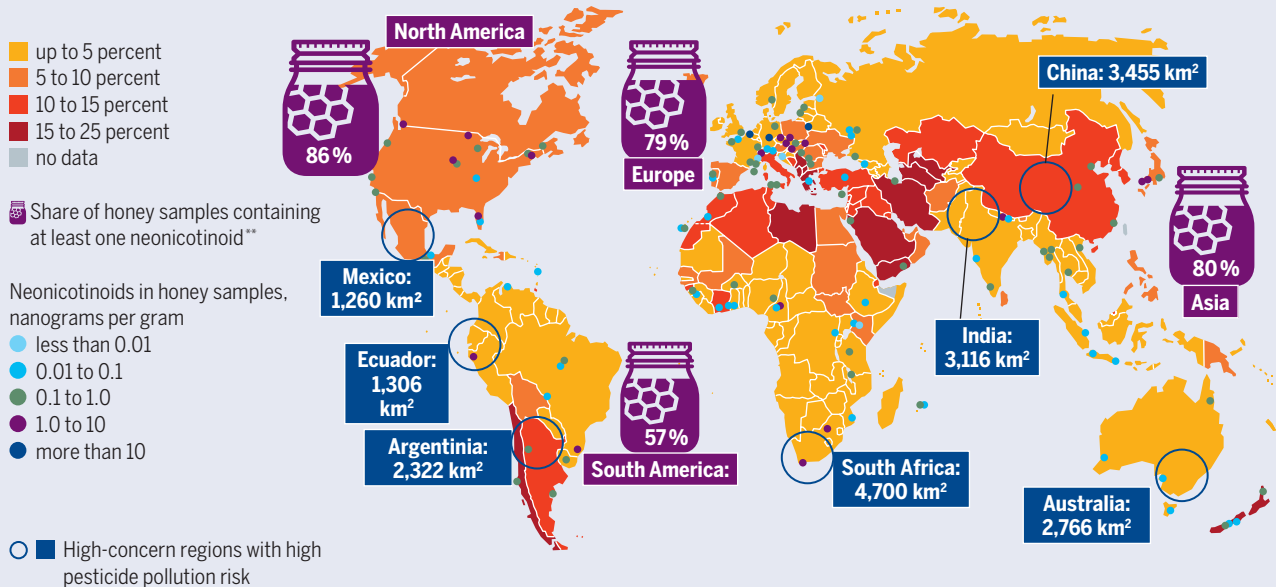 up to 5 percent
5 to 10 percent
10 to 15 percent
15 to 25 percent
no data
Share of honey samples containing
at least one neonicotinoid**
Neonicotinoids in honey samples,
nanograms per gram
less than 0.01
0.01 to 0.1
0.1 to 1.0
1.0 to 10
more than 10
High-concern regions with high
pesticide pollution risk
North America
86 %
79 %
Europe
China: 3,455 km²
80 %
Asia
Mexico:
1,260 km²
Ecuador:
1,306
km²
Argentinia:
2,322 km²
57 %
South America:
South Africa:
4,700 km²
India:
3,116 km²
Australia:
2,766 km²